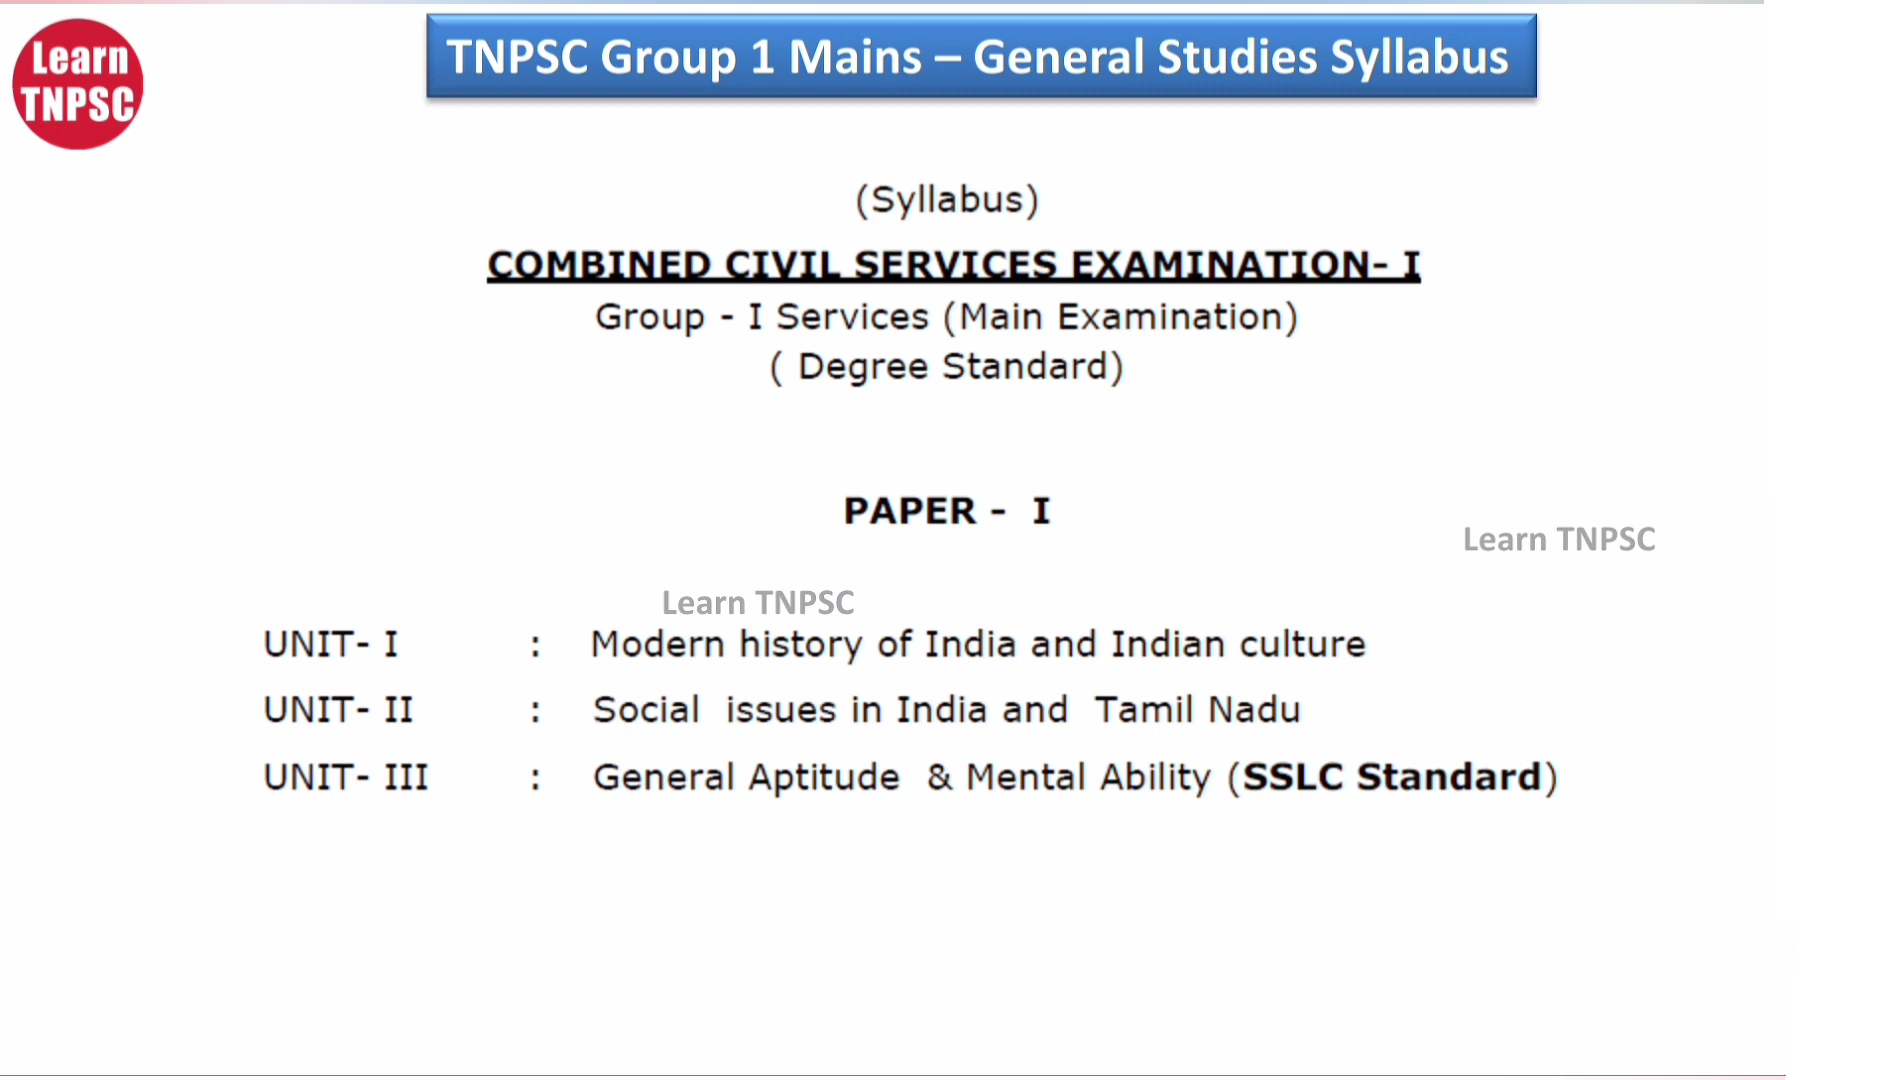 Learn
TNPSC
TNPSC Group 1 Mains – General Studies Syllabus
(Syllabus)
COMBINED CIVIL SERVICES EXAMINATION- I
Group - I Services (Main Examination)
( Degree Standard)
PAPER - I
Learn TNPSC
Learn TNPSC
UNIT- I : Modern history of India and Indian culture
UNIT- II : Social issues in India and Tamil Nadu
UNIT- III : General Aptitude & Mental Ability (SSLC Standard)